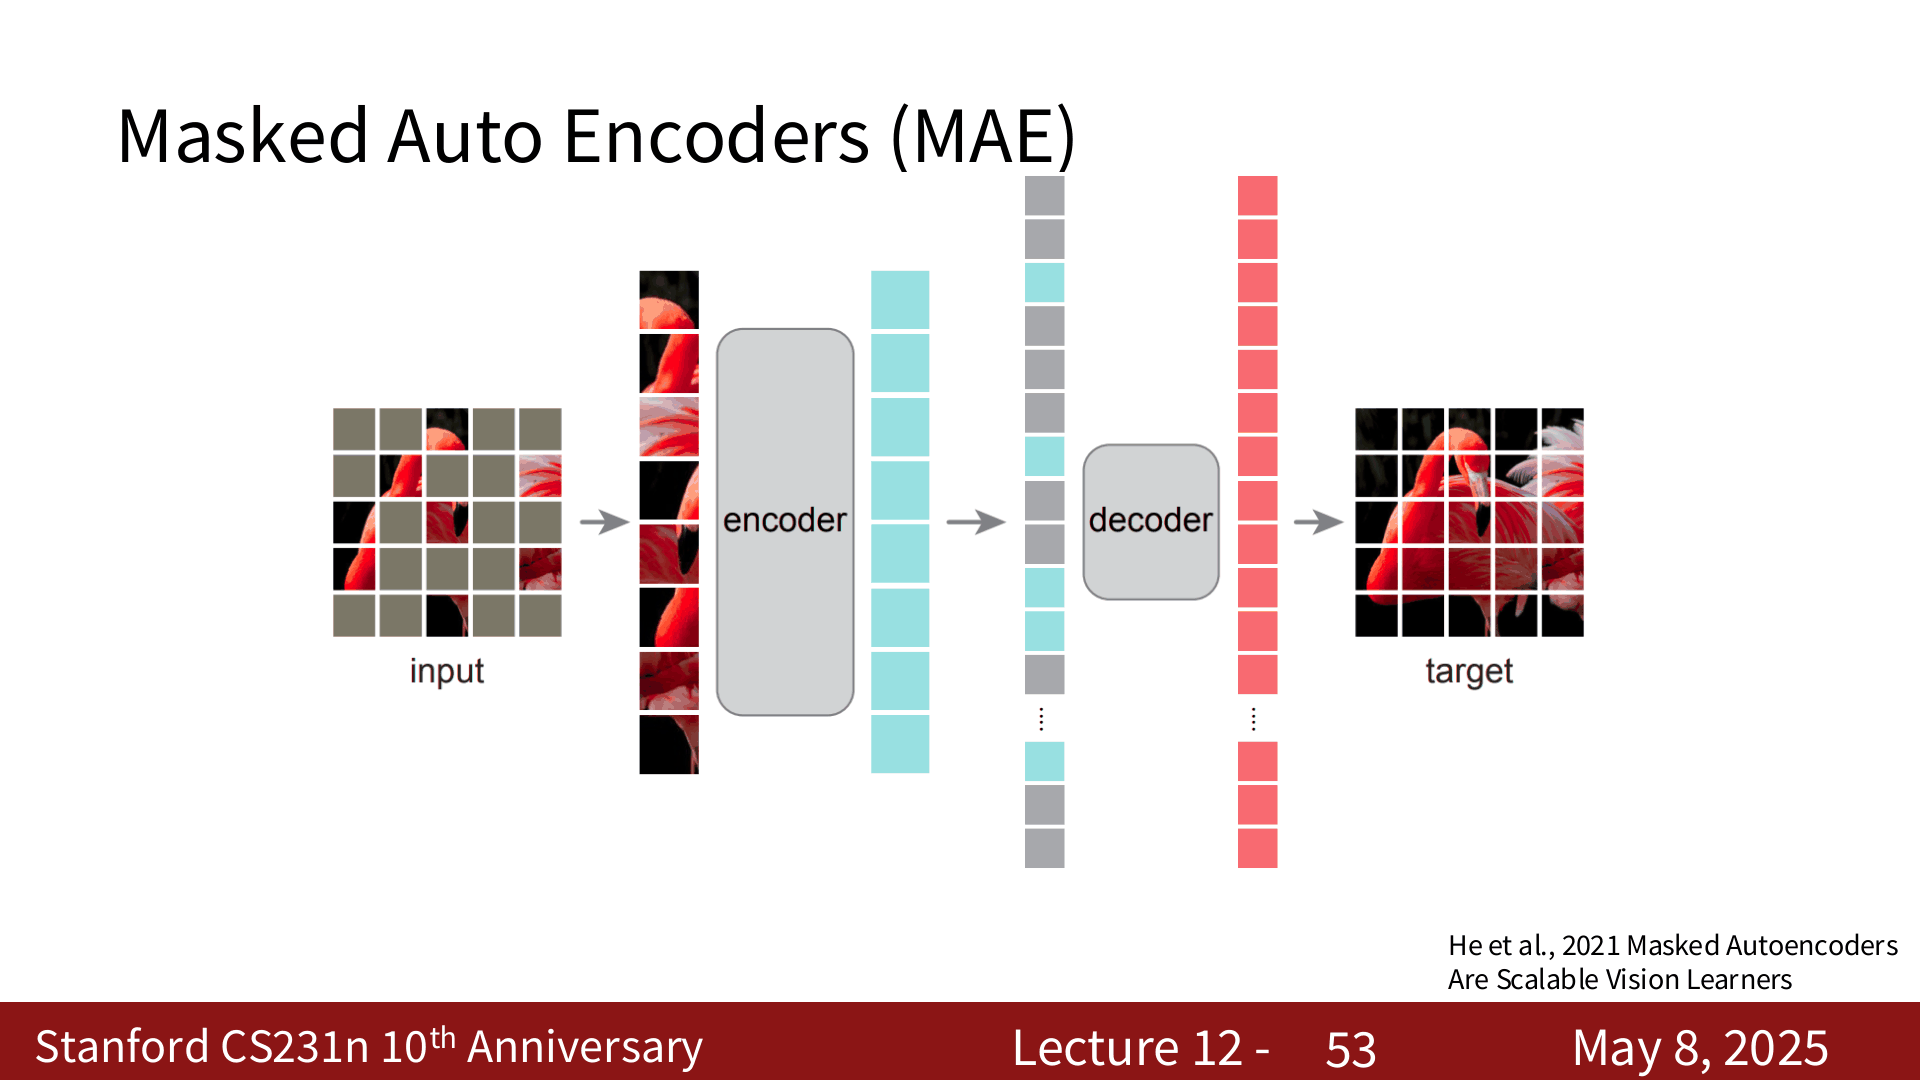 Masked Auto Encoders (MAE)
input
encoder
decoder
target
He et al., 2021 Masked Autoencoders
Are Scalable Vision Learners
Stanford CS231n 10th Anniversary
Lecture 12 - 53
May 8, 2025